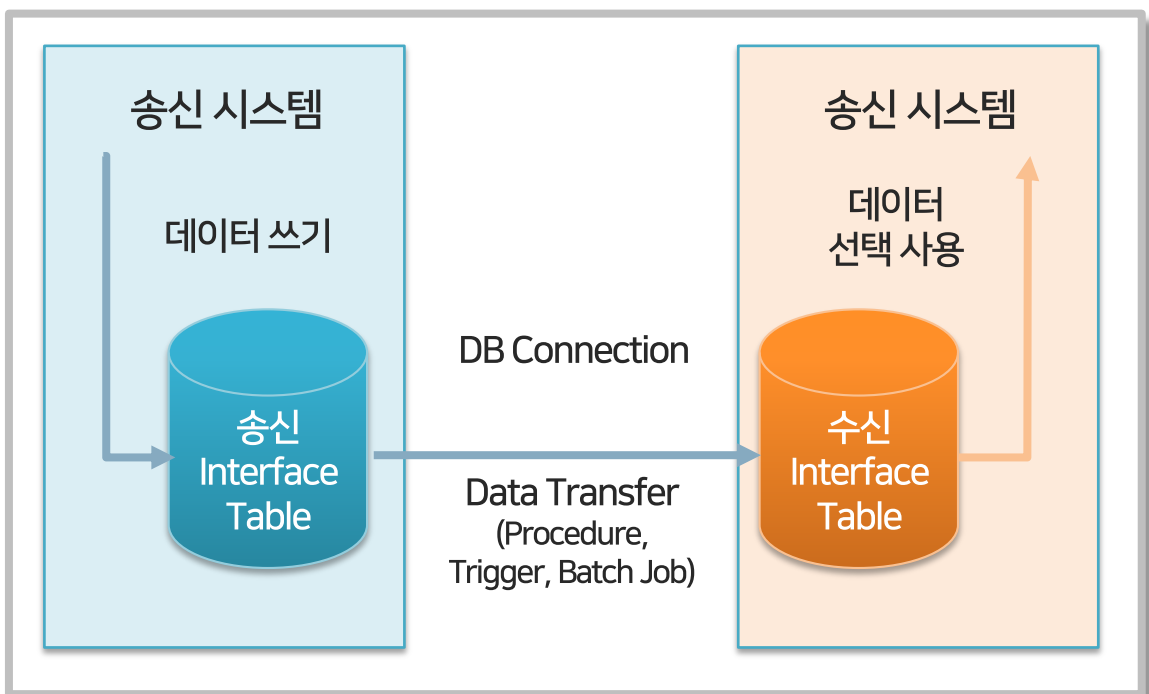 송신 시스템
데이터 쓰기
송신
Interface
Table
DB Connection
Data Transfer
(Procedure,
Trigger, Batch Job)
송신 시스템
데이터
선택 사용
수신
Interface
Table